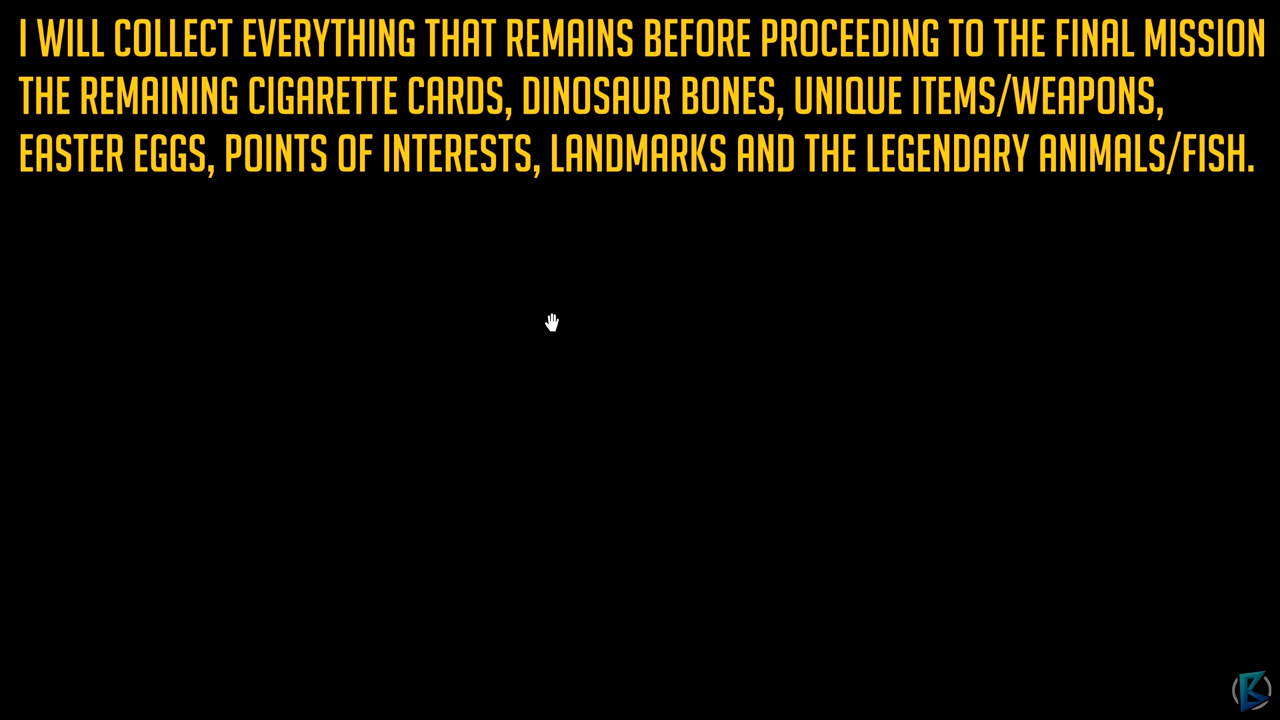 I WILL COLLECT EVERYTHING THAT REMAINS BEFORE PROCEEDING TO THE FINAL MISSION
THE REMAINING CIGARETTE CARDS, DINOSAUR BONES, UNIQUE ITEMS/WEAPONS,
EASTER EGGS, POINTS OF INTERESTS, LANDMARKS AND THE LEGENDARY ANIMALS/FISH.